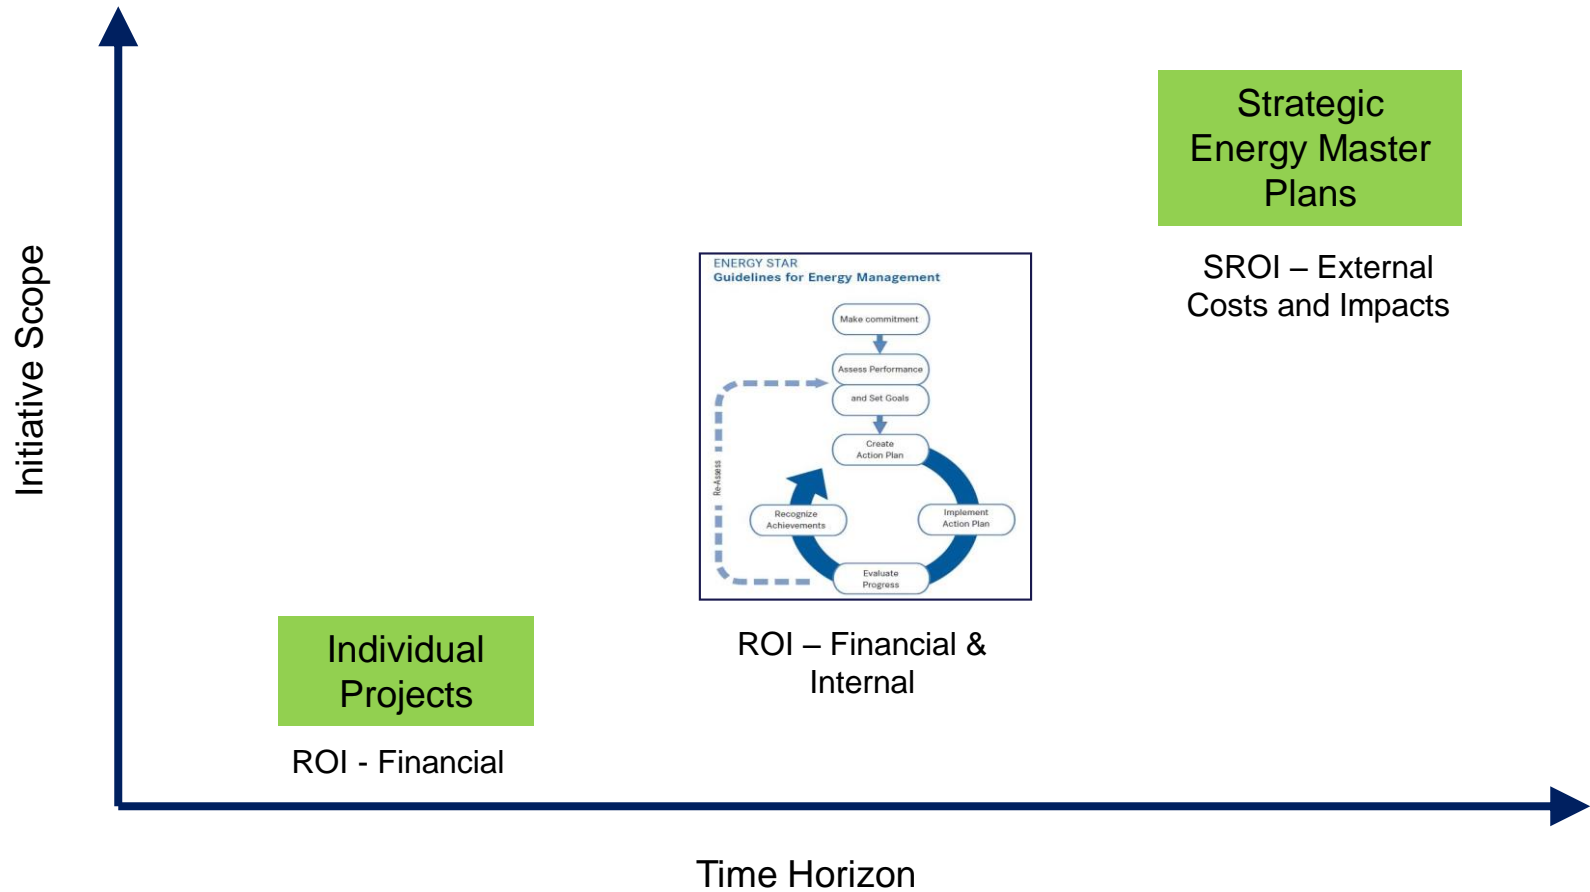 Strategic
Energy Master
Plans
SROI – External
Costs and Impacts
Initiative Scope
ENERGY STAR
Guidelines for Energy Management
Make commitment
Assess Performance
and Set Goals
Create
Action Plan
Re-Assess
Recognize
Achievements
Implement
Action Plan
Evaluate
Progress
ROI – Financial &
Internal
Individual
Projects
ROI - Financial
Time Horizon